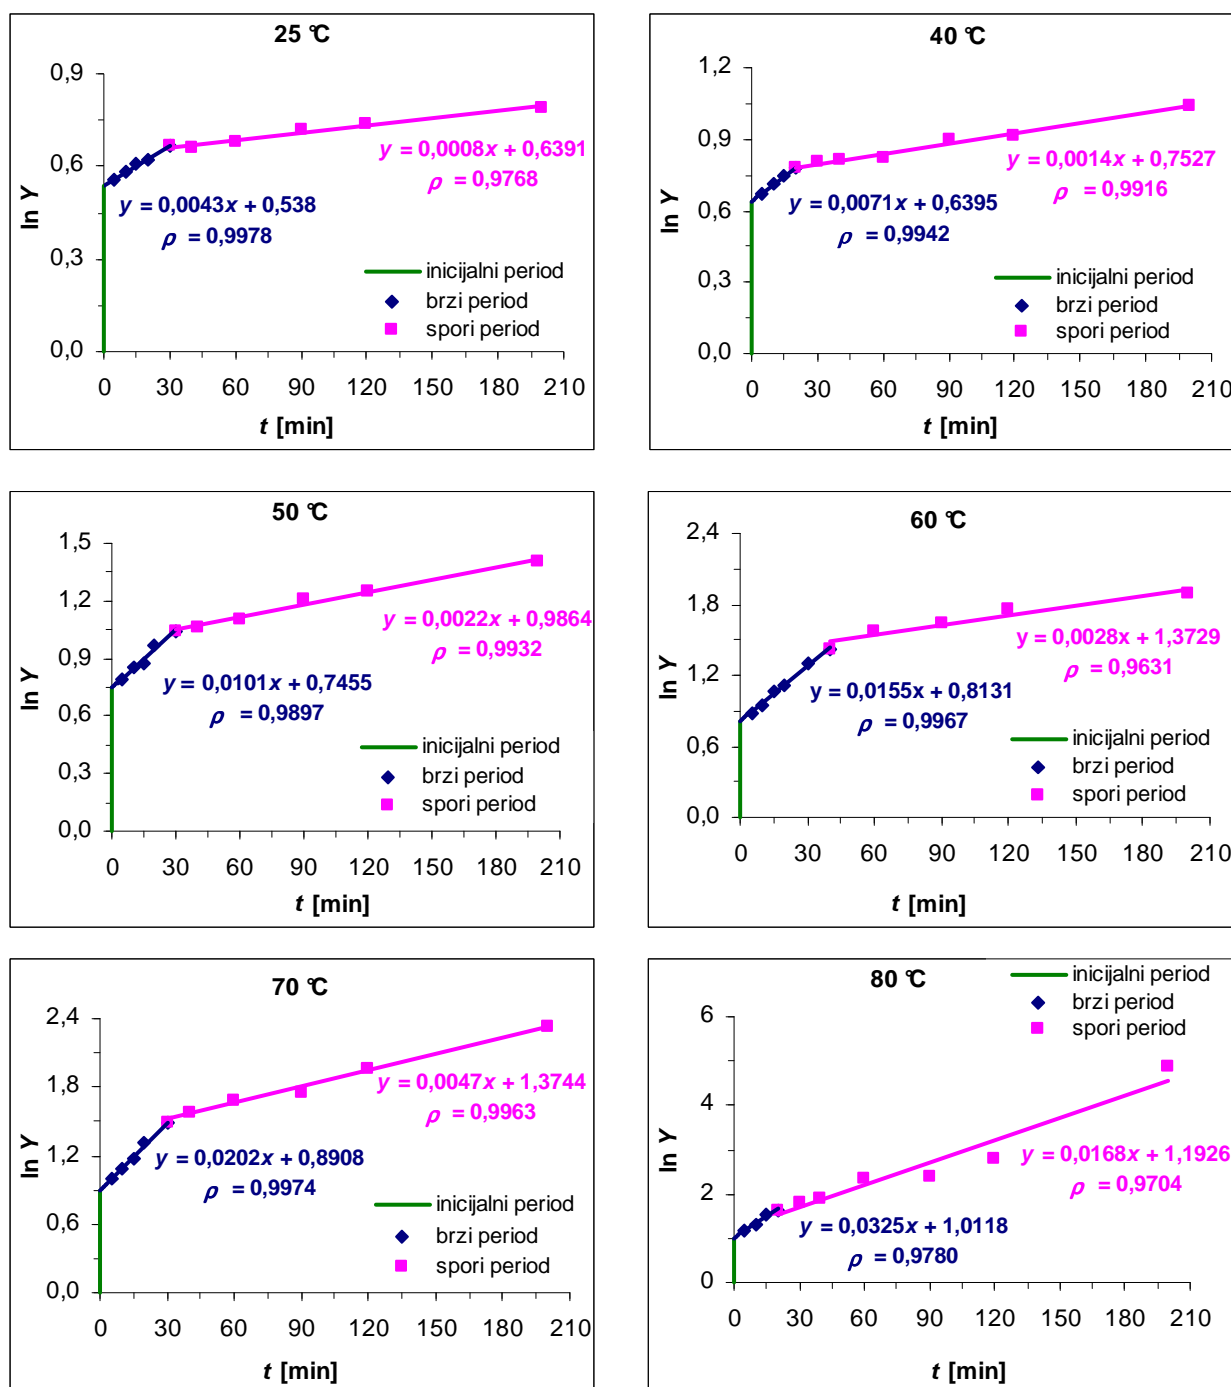 25 °C
0,9
0,6
0,3
0,0
ln Y
y = 0,0008x + 0,6391
ρ = 0,9768
y = 0,0043x + 0,538
ρ = 0,9978
inicijalni period
brzi period
spori period
0 30 60 90 120 150 180 210
t [min]
40 °C
1,2
0,9
0,6
0,3
0,0
ln Y
y = 0,0014x + 0,7527
ρ = 0,9916
y = 0,0071x + 0,6395
ρ = 0,9942
inicijalni period
brzi period
spori period
0 30 60 90 120 150 180 210
t [min]
50 °C
1,5
1,2
0,9
0,6
0,3
0,0
ln Y
y = 0,0022x + 0,9864
ρ = 0,9932
y = 0,0101x + 0,7455
ρ = 0,9897
inicijalni period
brzi period
spori period
0 30 60 90 120 150 180 210
t [min]
60 °C
2,4
1,8
1,2
0,6
0,0
ln Y
y = 0,0028x + 1,3729
ρ = 0,9631
y = 0,0155x + 0,8131
ρ = 0,9967
inicijalni period
brzi period
spori period
0 30 60 90 120 150 180 210
t [min]
70 °C
2,4
1,8
1,2
0,6
0,0
ln Y
y = 0,0047x + 1,3744
ρ = 0,9963
y = 0,0202x + 0,8908
ρ = 0,9974
inicijalni period
brzi period
spori period
0 30 60 90 120 150 180 210
t [min]
80 °C
inicijalni period
brzi period
spori period
6
4
2
0
ln Y
y = 0,0168x + 1,1926
ρ = 0,9704
y = 0,0325x + 1,0118
ρ = 0,9780
0 30 60 90 120 150 180 210
t [min]